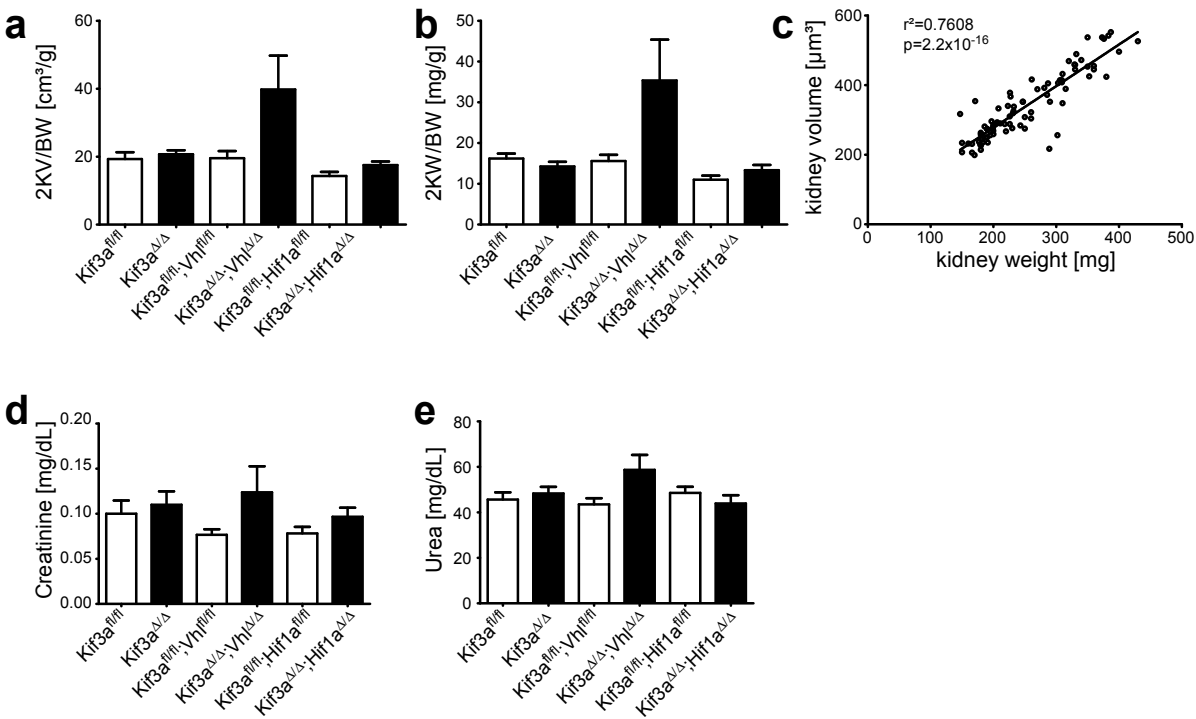 a
60
40
20
0
2KV/BW [cm³/g]
Kif3a^fl/fl
Kif3a^Δ/Δ
Kif3a^fl/fl;Vhl^fl/fl
Kif3a^Δ/Δ;Vhl^Δ/Δ
Kif3a^fl/fl;Hif1a^fl/fl
Kif3a^Δ/Δ;Hif1a^Δ/Δ
b
50
40
30
20
10
0
2KW/BW [mg/g]
Kif3a^fl/fl
Kif3a^Δ/Δ
Kif3a^fl/fl;Vhl^fl/fl
Kif3a^Δ/Δ;Vhl^Δ/Δ
Kif3a^fl/fl;Hif1a^fl/fl
Kif3a^Δ/Δ;Hif1a^Δ/Δ
c
r²=0.7608
p=2.2x10^-16
600
400
200
0
kidney volume [µm³]
0 100 200 300 400 500
kidney weight [mg]
d
0.20
0.15
0.10
0.05
0.00
Creatinine [mg/dL]
Kif3a^fl/fl
Kif3a^Δ/Δ
Kif3a^fl/fl;Vhl^fl/fl
Kif3a^Δ/Δ;Vhl^Δ/Δ
Kif3a^fl/fl;Hif1a^fl/fl
Kif3a^Δ/Δ;Hif1a^Δ/Δ
e
80
60
40
20
0
Urea [mg/dL]
Kif3a^fl/fl
Kif3a^Δ/Δ
Kif3a^fl/fl;Vhl^fl/fl
Kif3a^Δ/Δ;Vhl^Δ/Δ
Kif3a^fl/fl;Hif1a^fl/fl
Kif3a^Δ/Δ;Hif1a^Δ/Δ